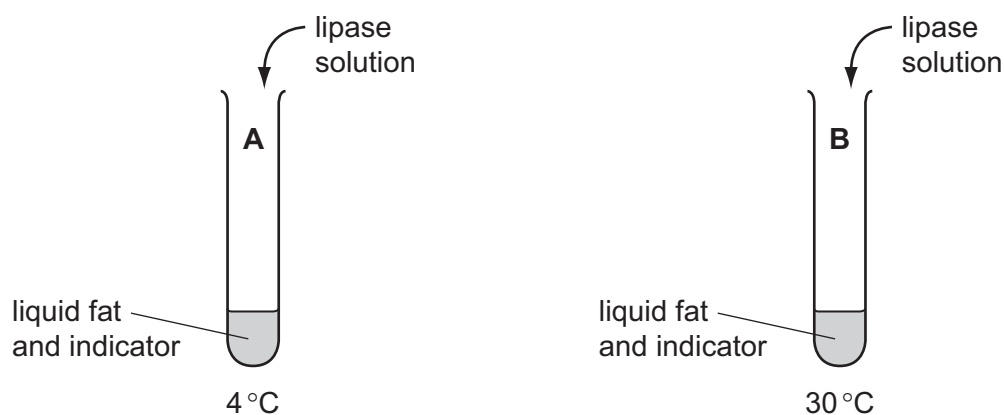 lipase
solution
A
liquid fat
and indicator
4 °C
lipase
solution
B
liquid fat
and indicator
30 °C